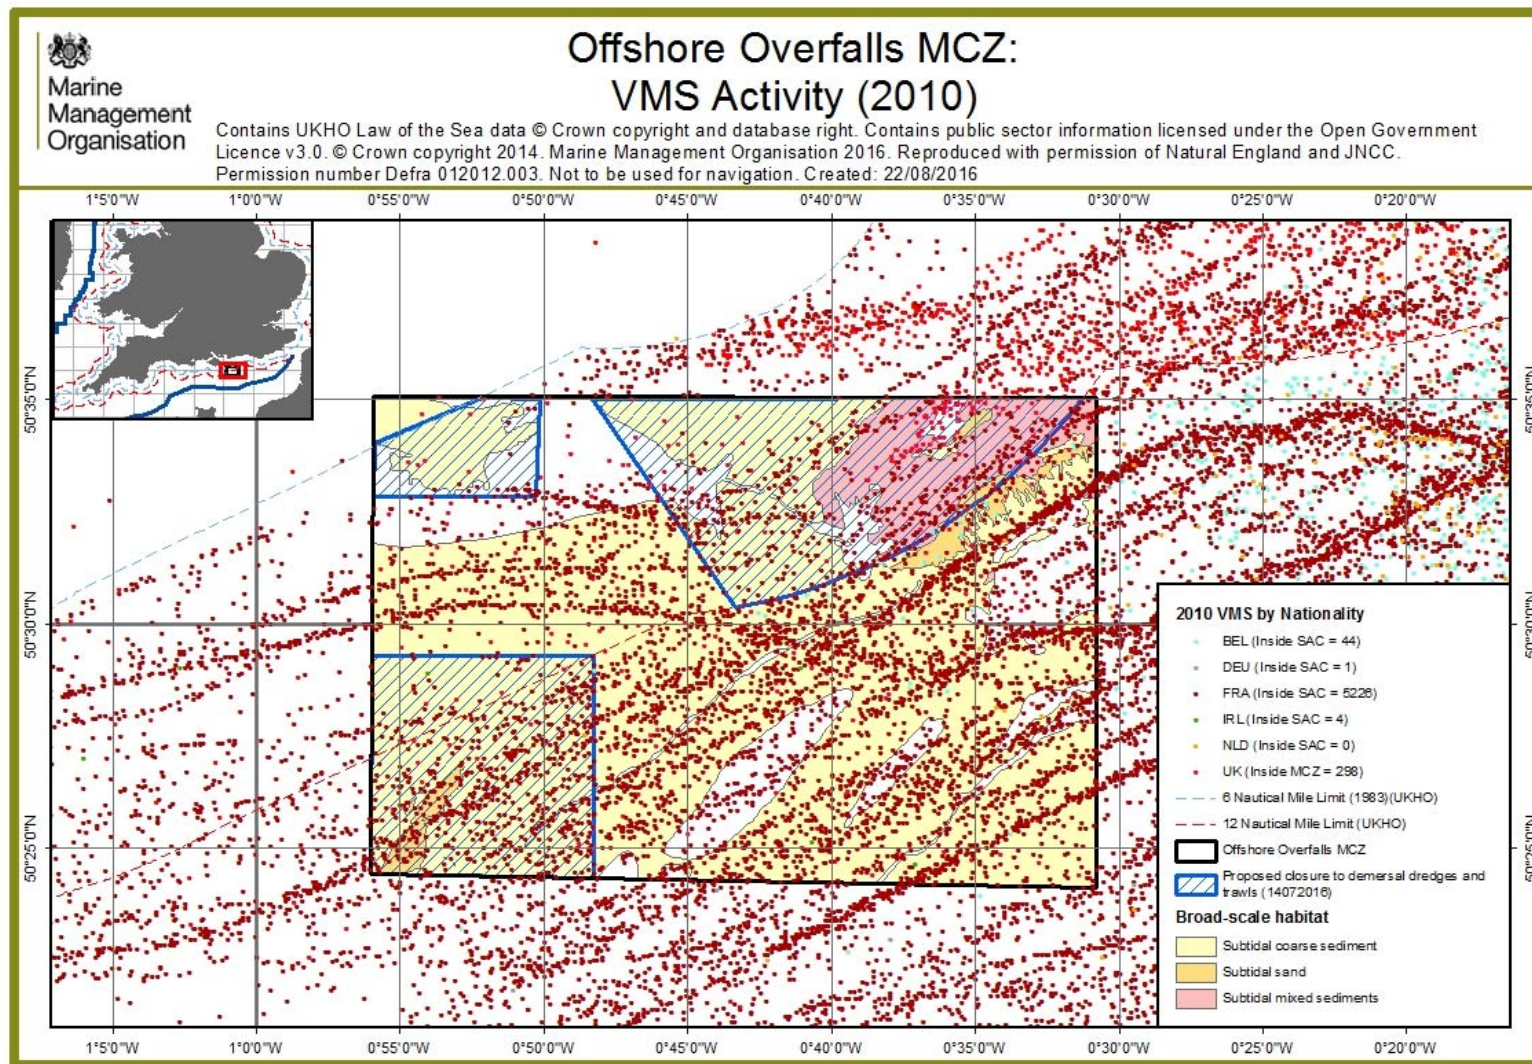 Offshore Overfalls MCZ:
VMS Activity (2010)
Marine
Management
Organisation
Contains UKHO Law of the Sea data © Crown copyright and database right. Contains public sector information licensed under the Open Government
Licence v3.0. © Crown copyright 2014. Marine Management Organisation 2016. Reproduced with permission of Natural England and JNCC.
Permission number Defra 012012.003. Not to be used for navigation. Created: 22/08/2016
1°5'0"W 1°0'0"W 0°55'0"W 0°50'0"W 0°45'0"W 0°40'0"W 0°35'0"W 0°30'0"W 0°25'0"W 0°20'0"W
50°35'0"N 50°35'0"N
50°30'0"N 50°30'0"N
50°25'0"N 50°25'0"N
2010 VMS by Nationality
BEL (Inside SAC = 44)
DEU (Inside SAC = 1)
FRA (Inside SAC = 5226)
IRL (Inside SAC = 4)
NLD (Inside SAC = 0)
UK (Inside MCZ = 298)
6 Nautical Mile Limit (1983)(UKHO)
12 Nautical Mile Limit (UKHO)
Offshore Overfalls MCZ
Proposed closure to demersal dredges and
trawls (14072016)
Broad-scale habitat
Subtidal coarse sediment
Subtidal sand
Subtidal mixed sediments
1°5'0"W 1°0'0"W 0°55'0"W 0°50'0"W 0°45'0"W 0°40'0"W 0°35'0"W 0°30'0"W 0°25'0"W 0°20'0"W